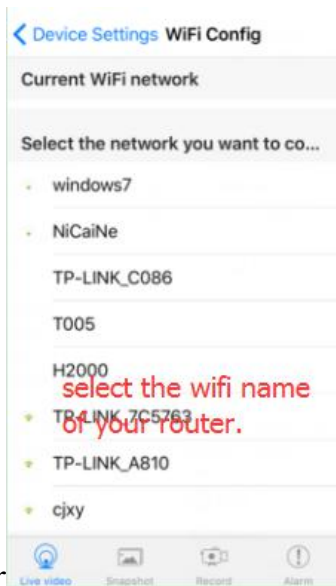 Device Settings WiFi Config
Current WiFi network
Select the network you want to co...
windows7
NiCaiNe
TP-LINK_C086
T005
H2000
select the wifi name
TP-LINK_7C5763
of your router.
TP-LINK_A810
cjxy
r
Live video Snapshot Record Alarm